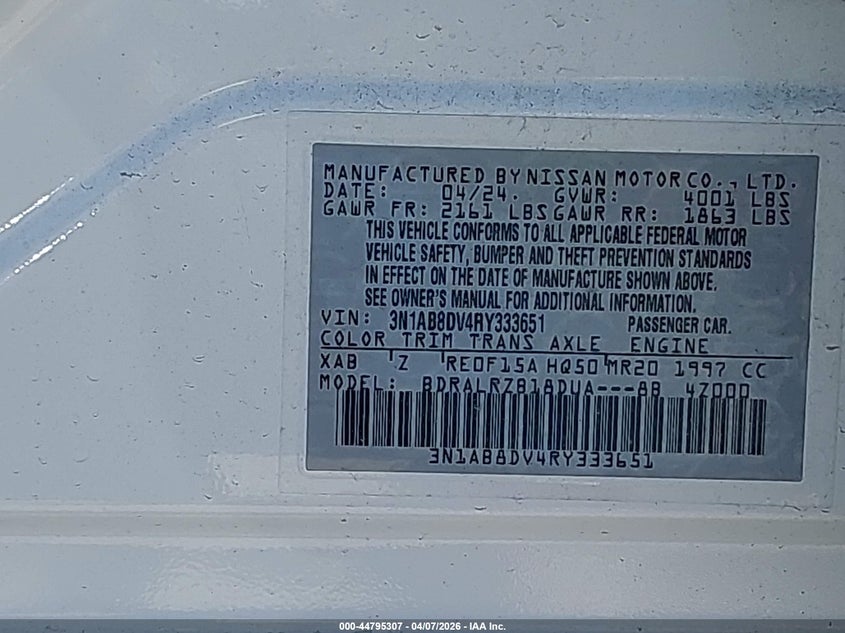 MANUFACTURED BY NISSAN MOTOR CO., LTD.
DATE: 04/24. GVWR: 4001 LBS
GAWR FR: 2161 LBS GAWR RR: 1863 LBS
THIS VEHICLE CONFORMS TO ALL APPLICABLE FEDERAL MOTOR
VEHICLE SAFETY, BUMPER AND THEFT PREVENTION STANDARDS
IN EFFECT ON THE DATE OF MANUFACTURE SHOWN ABOVE.
SEE OWNER'S MANUAL FOR ADDITIONAL INFORMATION.
VIN: 3N1AB8DV4RY333651 PASSENGER CAR.
COLOR TRIM TRANS AXLE ENGINE
XAB Z RE0F15A HQ50 MR20 1997 CC
MODEL: BDRALRZB18DUA---8B 4Z000
3N1AB8DV4RY333651
000-44795307 - 04/07/2026 - IAA Inc.